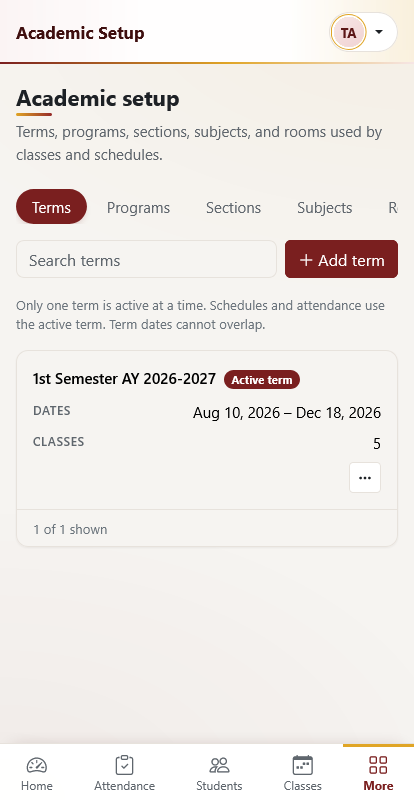 Academic Setup
TA
Academic setup
Terms, programs, sections, subjects, and rooms used by
classes and schedules.
Terms Programs Sections Subjects R
Search terms
+ Add term
Only one term is active at a time. Schedules and attendance use
the active term. Term dates cannot overlap.
1st Semester AY 2026-2027 Active term
DATES Aug 10, 2026 – Dec 18, 2026
CLASSES 5
...
1 of 1 shown
Home Attendance Students Classes More